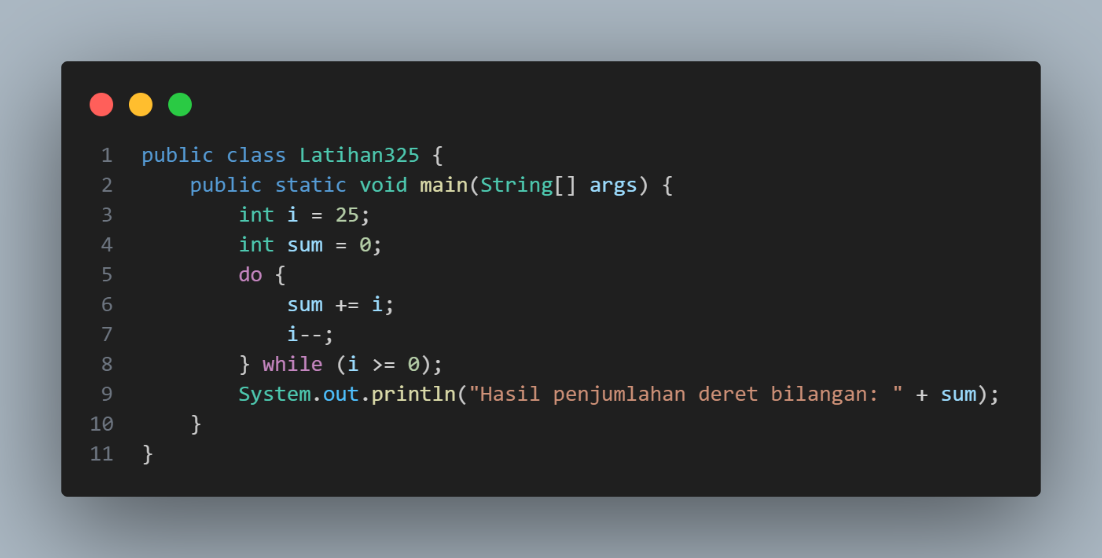 1 public class Latihan325 {
2     public static void main(String[] args) {
3         int i = 25;
4         int sum = 0;
5         do {
6             sum += i;
7             i--;
8         } while (i >= 0);
9         System.out.println("Hasil penjumlahan deret bilangan: " + sum);
10     }
11 }